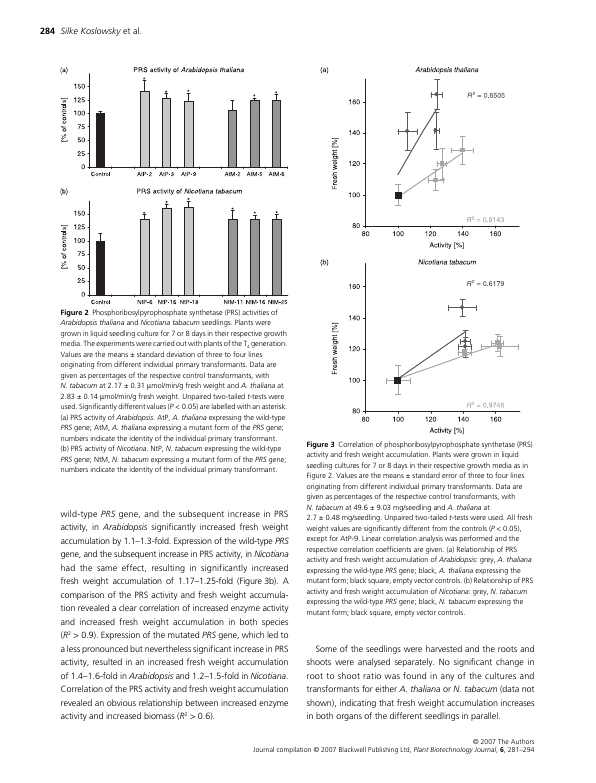 284 Silke Koslowsky et al.
(a) PRS activity of Arabidopsis thaliana
[% of controls]
150
125
100
75
50
25
0
Control AtP-2 AtP-3 AtP-9 AtM-2 AtM-5 AtM-6
(b) PRS activity of Nicotiana tabacum
[% of controls]
150
125
100
75
50
25
0
Control NtP-6 NtP-16 NtP-18 NtM-11 NtM-16 NtM-25
Figure 2 Phosphoribosylpyrophosphate synthetase (PRS) activities of
Arabidopsis thaliana and Nicotiana tabacum seedlings. Plants were
grown in liquid seedling culture for 7 or 8 days in their respective growth
media. The experiments were carried out with plants of the T2 generation.
Values are the means ± standard deviation of three to four lines
originating from different individual primary transformants. Data are
given as percentages of the respective control transformants, with
N. tabacum at 2.17 ± 0.31 µmol/min/g fresh weight and A. thaliana at
2.83 ± 0.14 µmol/min/g fresh weight. Unpaired two-tailed t-tests were
used. Significantly different values (P < 0.05) are labelled with an asterisk.
(a) PRS activity of Arabidopsis. AtP, A. thaliana expressing the wild-type
PRS gene; AtM, A. thaliana expressing a mutant form of the PRS gene;
numbers indicate the identity of the individual primary transformant.
(b) PRS activity of Nicotiana. NtP, N. tabacum expressing the wild-type
PRS gene; NtM, N. tabacum expressing a mutant form of the PRS gene;
numbers indicate the identity of the individual primary transformant.
wild-type PRS gene, and the subsequent increase in PRS
activity, in Arabidopsis significantly increased fresh weight
accumulation by 1.1–1.3-fold. Expression of the wild-type PRS
gene, and the subsequent increase in PRS activity, in Nicotiana
had the same effect, resulting in significantly increased
fresh weight accumulation of 1.17–1.25-fold (Figure 3b). A
comparison of the PRS activity and fresh weight accumula-
tion revealed a clear correlation of increased enzyme activity
and increased fresh weight accumulation in both species
(R² > 0.9). Expression of the mutated PRS gene, which led to
a less pronounced but nevertheless significant increase in PRS
activity, resulted in an increased fresh weight accumulation
of 1.4–1.6-fold in Arabidopsis and 1.2–1.5-fold in Nicotiana.
Correlation of the PRS activity and fresh weight accumulation
revealed an obvious relationship between increased enzyme
activity and increased biomass (R² > 0.6).
(a) Arabidopsis thaliana
R² = 0.6505
Fresh weight [%]
160
140
120
100
80
R² = 0.9143
80 100 120 140 160
Activity [%]
(b) Nicotiana tabacum
R² = 0.6179
Fresh weight [%]
160
140
120
100
80
R² = 0.9746
80 100 120 140 160
Activity [%]
Figure 3 Correlation of phosphoribosylpyrophosphate synthetase (PRS)
activity and fresh weight accumulation. Plants were grown in liquid
seedling cultures for 7 or 8 days in their respective growth media as in
Figure 2. Values are the means ± standard error of three to four lines
originating from different individual primary transformants. Data are
given as percentages of the respective control transformants, with
N. tabacum at 49.6 ± 9.03 mg/seedling and A. thaliana at
2.7 ± 0.48 mg/seedling. Unpaired two-tailed t-tests were used. All fresh
weight values are significantly different from the controls (P < 0.05),
except for AtP-9. Linear correlation analysis was performed and the
respective correlation coefficients are given. (a) Relationship of PRS
activity and fresh weight accumulation of Arabidopsis: grey, A. thaliana
expressing the wild-type PRS gene; black, A. thaliana expressing the
mutant form; black square, empty vector controls. (b) Relationship of PRS
activity and fresh weight accumulation of Nicotiana: grey, N. tabacum
expressing the wild-type PRS gene; black, N. tabacum expressing the
mutant form; black square, empty vector controls.
Some of the seedlings were harvested and the roots and
shoots were analysed separately. No significant change in
root to shoot ratio was found in any of the cultures and
transformants for either A. thaliana or N. tabacum (data not
shown), indicating that fresh weight accumulation increases
in both organs of the different seedlings in parallel.
© 2007 The Authors
Journal compilation © 2007 Blackwell Publishing Ltd, Plant Biotechnology Journal, 6, 281–294